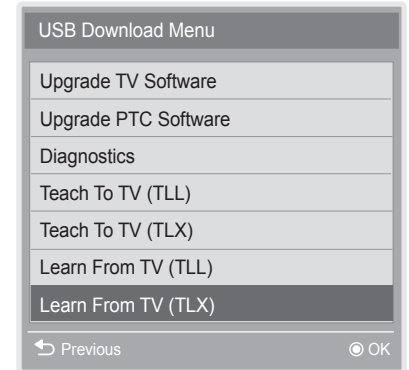 USB Download Menu
Upgrade TV Software
Upgrade PTC Software
Diagnostics
Teach To TV (TLL)
Teach To TV (TLX)
Learn From TV (TLL)
Learn From TV (TLX)
Previous OK